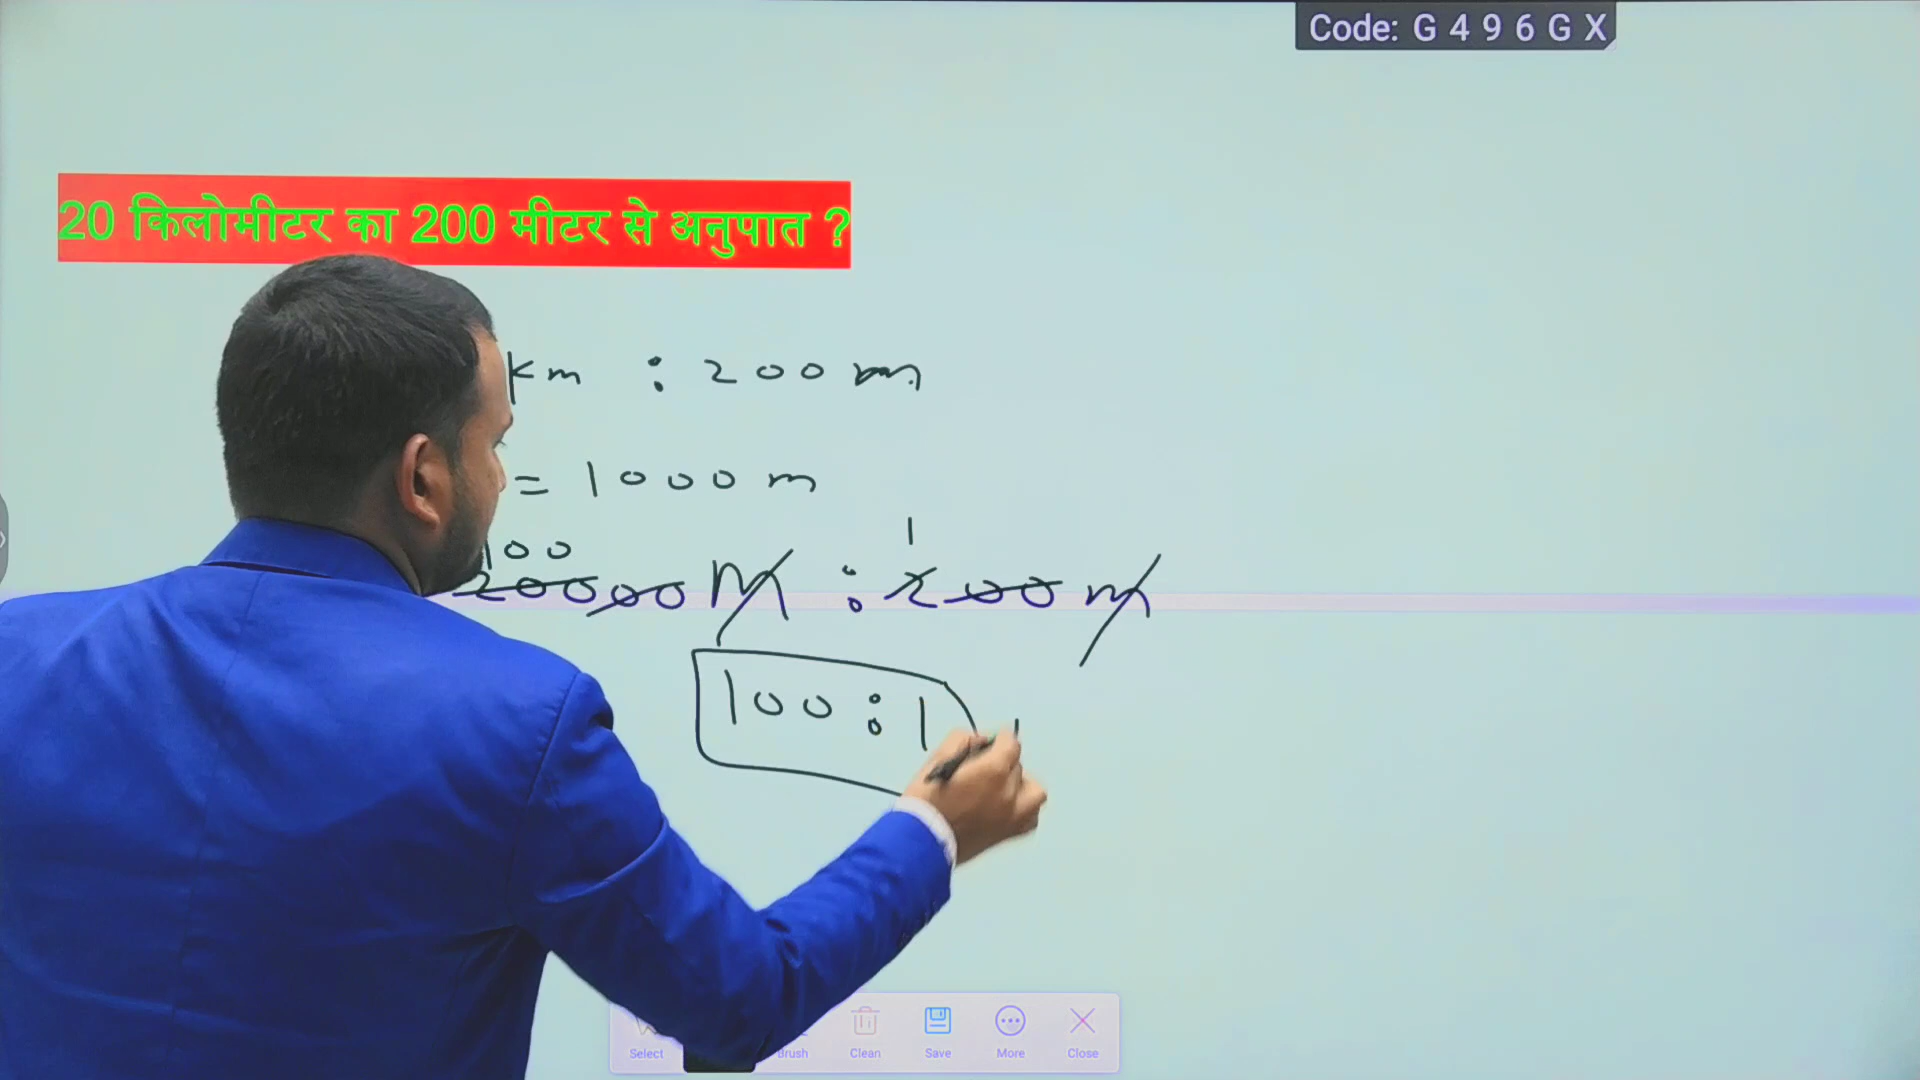 Code: G 4 9 6 G X
20 किलोमीटर का 200 मीटर से अनुपात ?
km : 200 m
= 1000 m
100 1
20000 M : 200 m
100 : 1
Select Brush Clean Save More Close